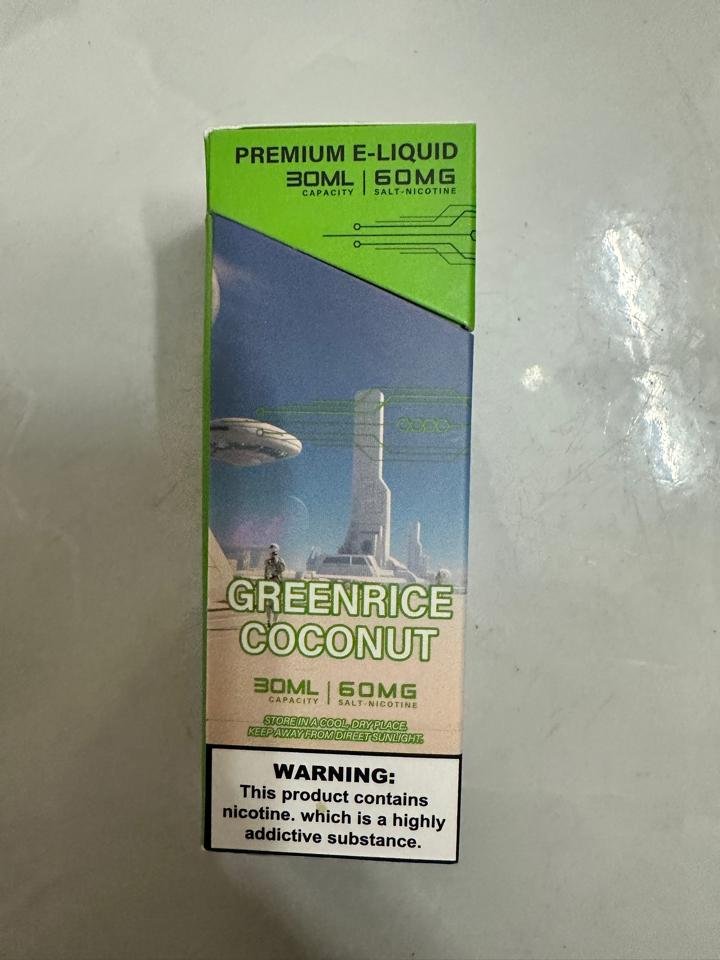 PREMIUM E-LIQUID
30ML | 60MG
CAPACITY SALT-NICOTINE
GREENRICE
COCONUT
30ML | 60MG
CAPACITY SALT-NICOTINE
STORE IN A COOL, DRY PLACE.
KEEP AWAY FROM DIREET SUNLIGHT.
WARNING:
This product contains
nicotine. which is a highly
addictive substance.